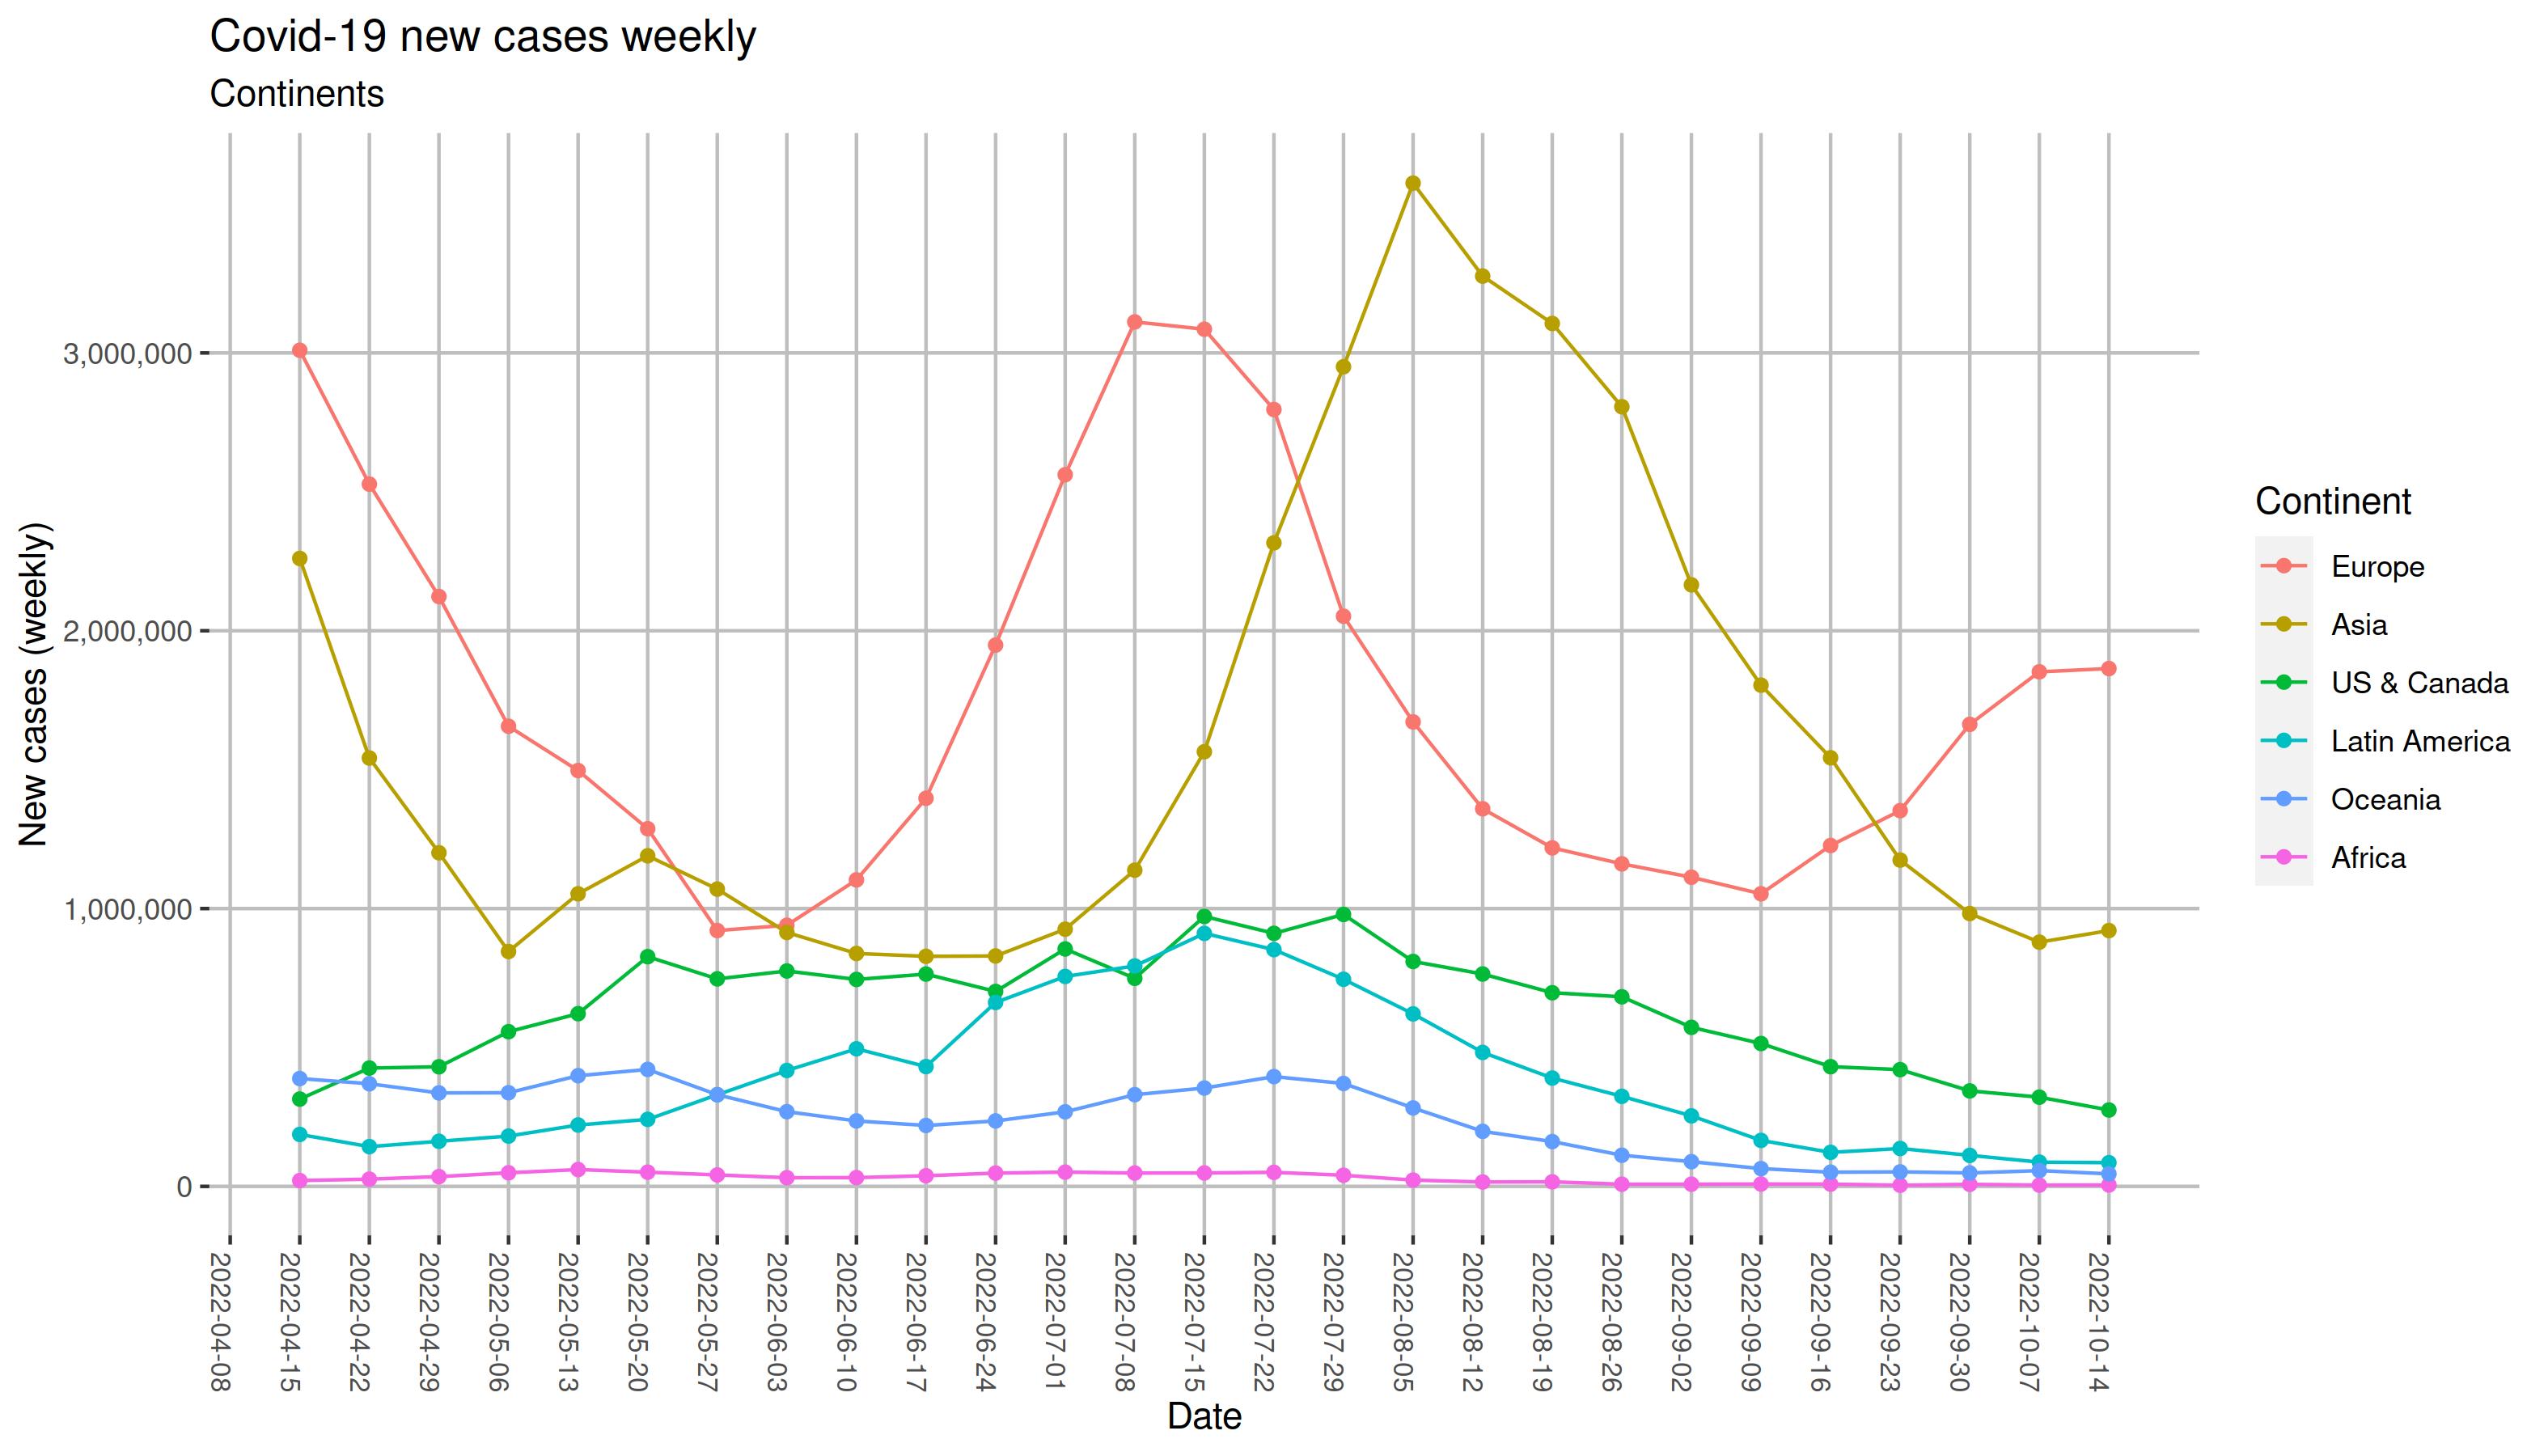 Covid-19 new cases weekly
Continents
New cases (weekly)
3,000,000
2,000,000
1,000,000
0
2022-04-08
2022-04-15
2022-04-22
2022-04-29
2022-05-06
2022-05-13
2022-05-20
2022-05-27
2022-06-03
2022-06-10
2022-06-17
2022-06-24
2022-07-01
2022-07-08
2022-07-15
2022-07-22
2022-07-29
2022-08-05
2022-08-12
2022-08-19
2022-08-26
2022-09-02
2022-09-09
2022-09-16
2022-09-23
2022-09-30
2022-10-07
2022-10-14
Date
Continent
Europe
Asia
US & Canada
Latin America
Oceania
Africa